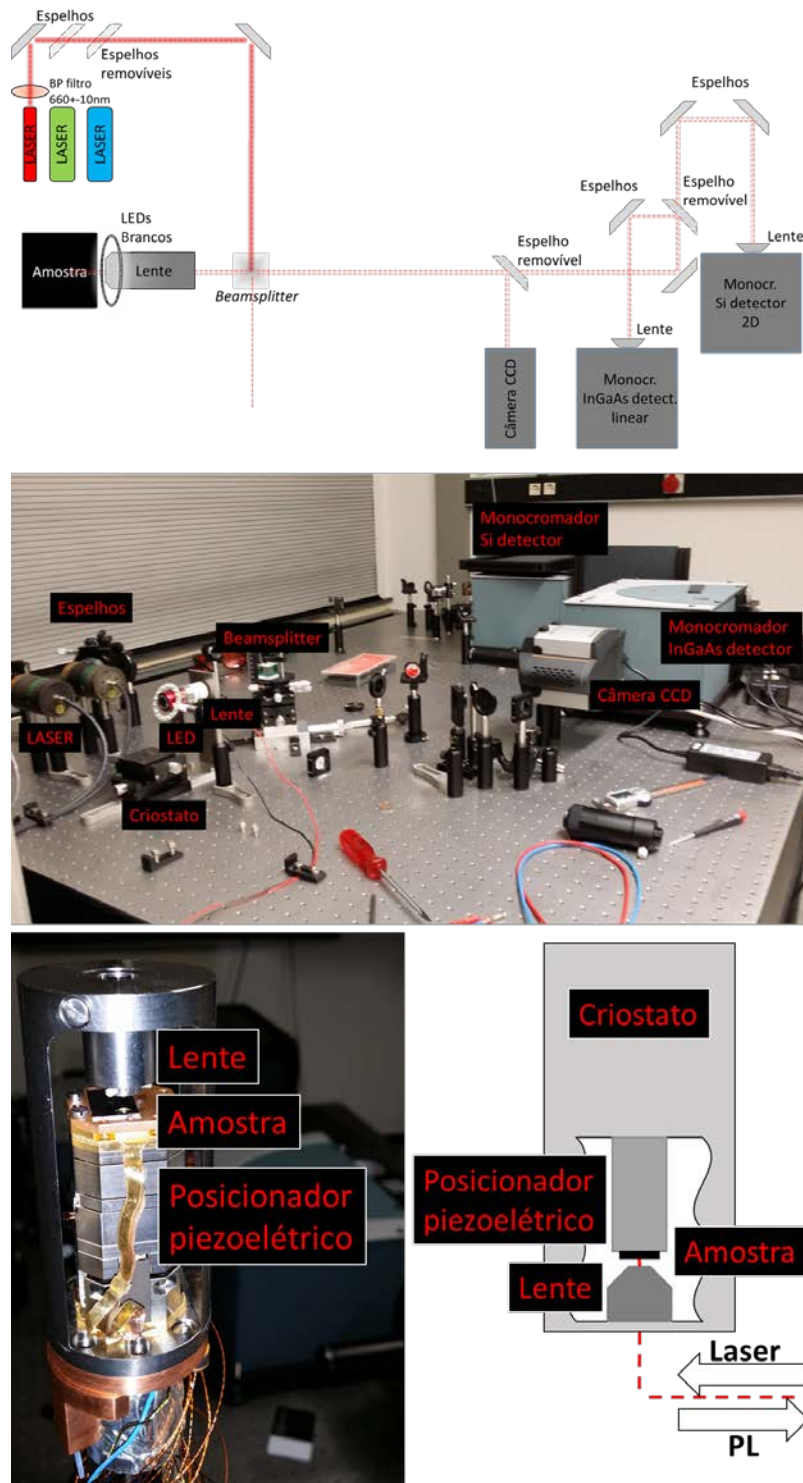 Espelhos
Espelhos
removíveis
BP filtro
660+-10nm
LASER
LASER
LASER
LEDs
Brancos
Amostra
Lente
Beamsplitter
Espelho
removível
Espelhos
Espelhos
Espelho
removível
Lente
Monocr.
Si detector
2D
Lente
Câmera CCD
Monocr.
InGaAs detect.
linear
Monocromador
Si detector
Espelhos
Beamsplitter
Monocromador
InGaAs detector
Câmera CCD
LASER
LED
Lente
Criostato
Lente
Amostra
Posicionador
piezoelétrico
Criostato
Posicionador
piezoelétrico
Amostra
Lente
Laser
PL